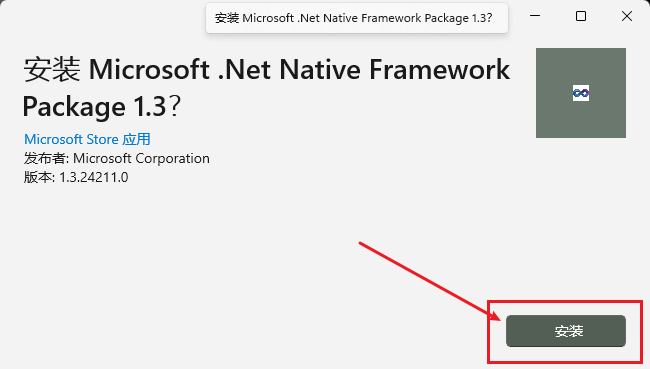 安装 Microsoft .Net Native Framework Package 1.3?
安装 Microsoft .Net Native Framework
Package 1.3?
Microsoft Store 应用
发布者: Microsoft Corporation
版本: 1.3.24211.0
安装